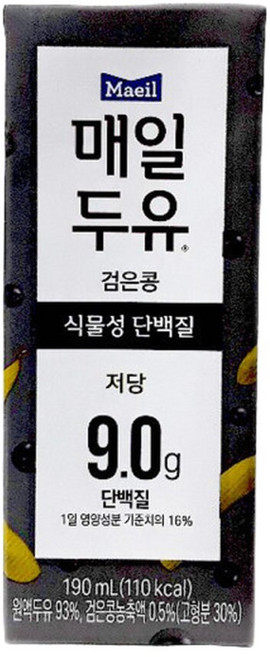 Maeil
매일
두유®
검은콩
식물성 단백질
저당
9.0g
단백질
1일 영양성분 기준치의 16%
190 mL(110 kcal)
원액두유 93%, 검은콩농축액 0.5%(고형분 30%)